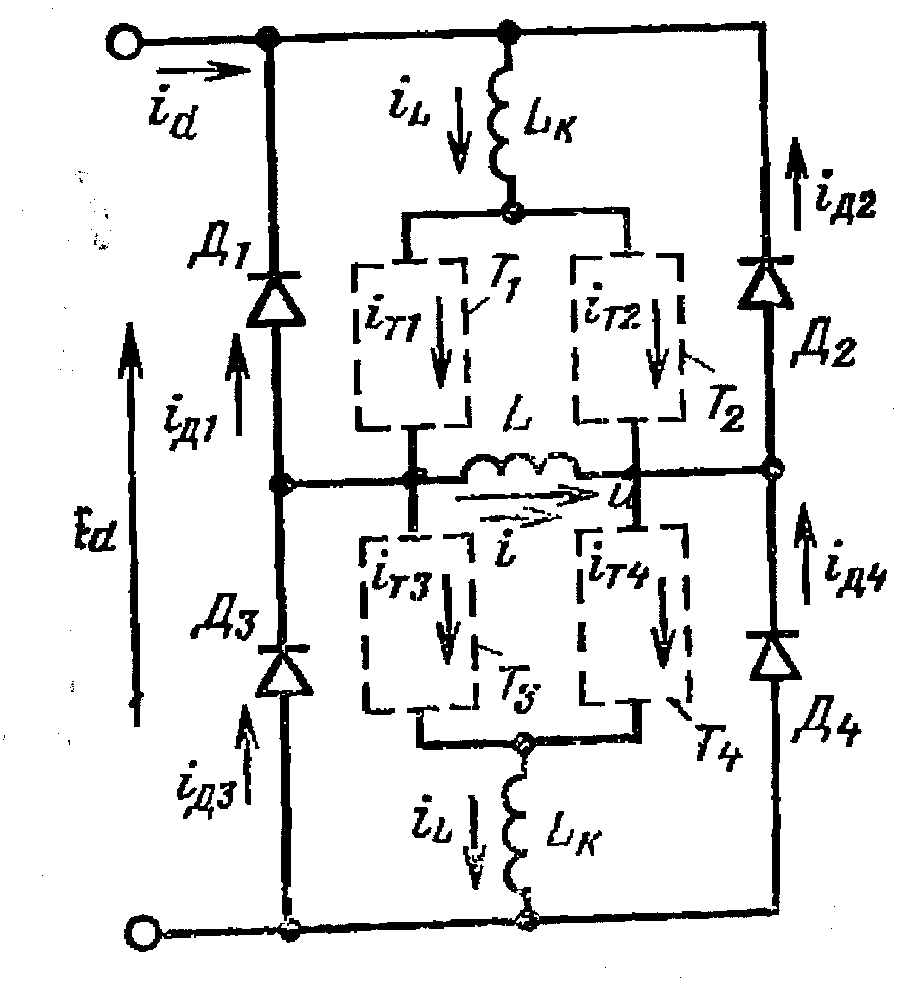 i_d
i_L
L_K
i_Д2
Д1
T1
i_T1
i_T2
Д2
i_Д1
L
T2
E_d
u
i
i_T3
i_T4
i_Д4
Д3
T3
T4
Д4
i_Д3
i_L
L_K